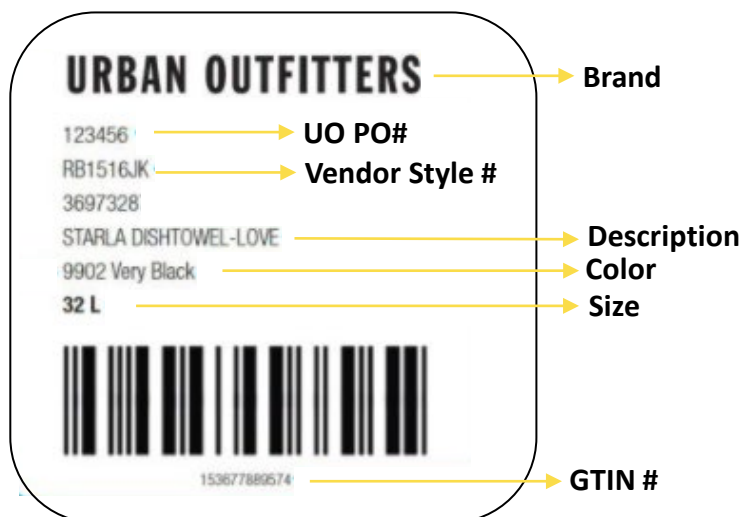 URBAN OUTFITTERS Brand
123456 UO PO#
RB1516JK Vendor Style #
3697328
STARLA DISHTOWEL-LOVE Description
9902 Very Black Color
32 L Size
153677889574 GTIN #